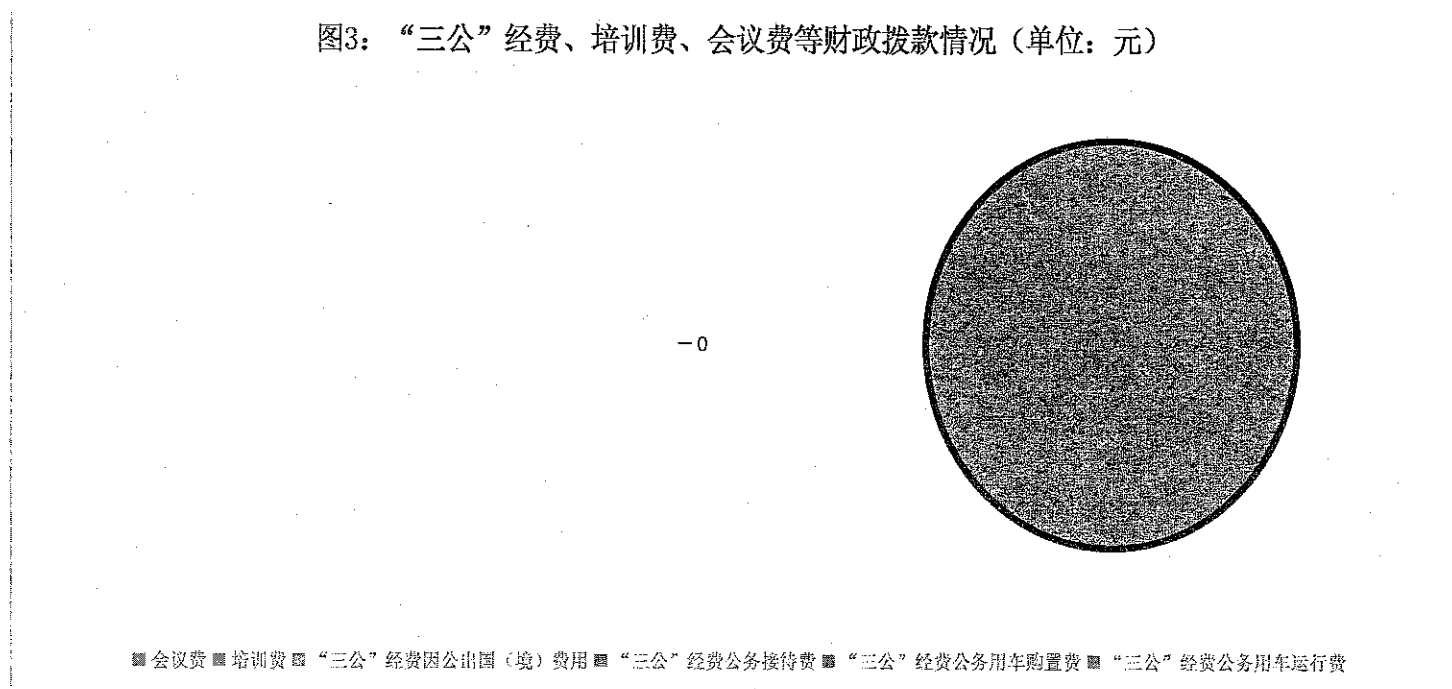 图3：“三公”经费、培训费、会议费等财政拨款情况（单位：元）
－0
会议费 培训费 “三公”经费因公出国（境）费用 “三公”经费公务接待费 “三公”经费公务用车购置费 “三公”经费公务用车运行费